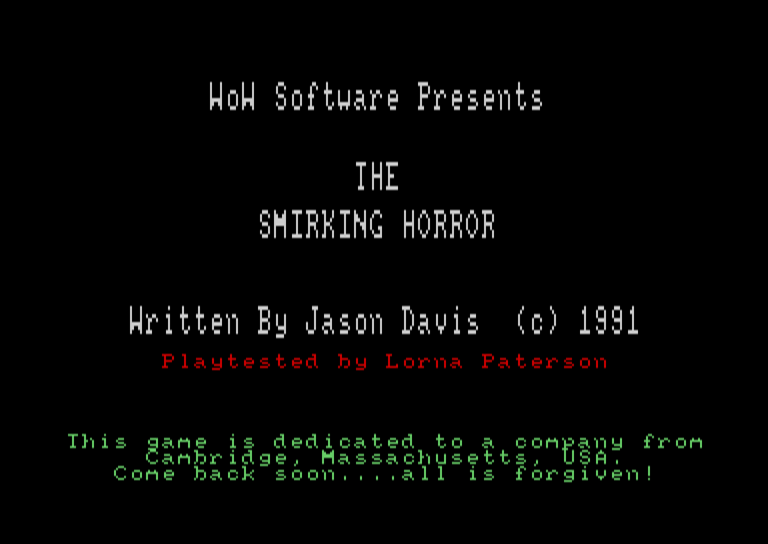 WoW Software Presents
THE
SMIRKING HORROR
Written By Jason Davis (c) 1991
Playtested by Lorna Paterson
This game is dedicated to a company from
Cambridge, Massachusetts, USA.
Come back soon....all is forgiven!